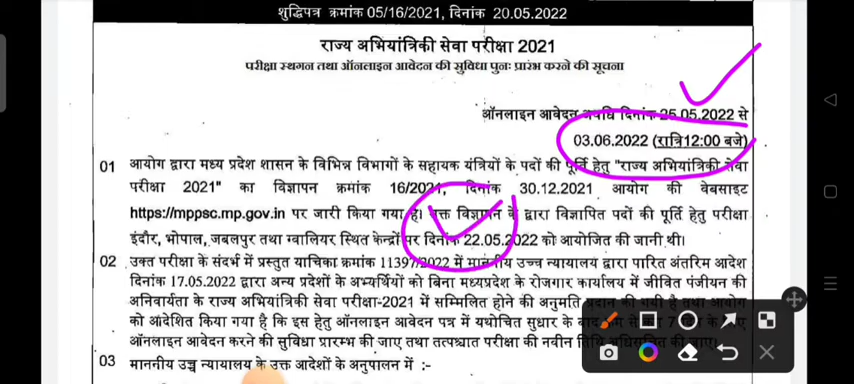 शुद्धिपत्र क्रमांक 05/16/2021, दिनांक 20.05.2022
राज्य अभियांत्रिकी सेवा परीक्षा 2021
परीक्षा स्थगन तथा ऑनलाइन आवेदन की सुविधा पुनः प्रारंभ करने की सूचना
ऑनलाइन आवेदन अवधि दिनांक 25.05.2022 से
03.06.2022 (रात्रि12:00 बजे)
01 आयोग द्वारा मध्य प्रदेश शासन के विभिन्न विभागों के सहायक यंत्रियों के पदों की पूर्ति हेतु "राज्य अभियांत्रिकी सेवा
परीक्षा 2021" का विज्ञापन क्रमांक 16/2021, दिनांक 30.12.2021 आयोग की वेबसाइट
https://mppsc.mp.gov.in पर जारी किया गया है। उक्त विज्ञापन के द्वारा विज्ञापित पदों की पूर्ति हेतु परीक्षा
इंदौर, भोपाल, जबलपुर तथा ग्वालियर स्थित केन्द्रों पर दिनांक 22.05.2022 को आयोजित की जानी थी।
02 उक्त परीक्षा के संदर्भ में प्रस्तुत याचिका क्रमांक 11397/2022 में माननीय उच्च न्यायालय द्वारा पारित अंतरिम आदेश
दिनांक 17.05.2022 द्वारा अन्य प्रदेशों के अभ्यर्थियों को बिना मध्यप्रदेश के रोजगार कार्यालय में जीवित पंजीयन की
अनिवार्यता के राज्य अभियांत्रिकी सेवा परीक्षा-2021 में सम्मिलित होने की अनुमति प्रदान की गयी है तथा आयोग
को आदेशित किया गया है कि इस हेतु ऑनलाइन आवेदन पत्र में यथोचित सुधार के
ऑनलाइन आवेदन करने की सुविधा प्रारम्भ की जाए तथा तत्पश्चात परीक्षा की नवीन
03 माननीय उच्च न्यायालय के उक्त आदेशों के अनुपालन में :-